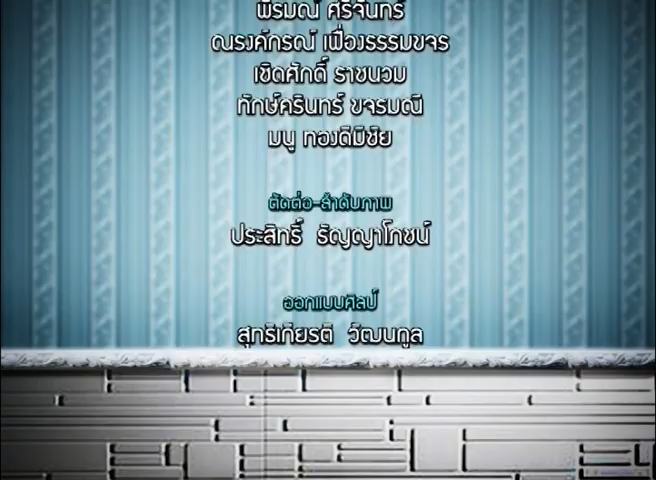 พิรมณ ศรีจันทร์
ณรงค์กรณ์ เฟื่องธรรมขจร
เชิดศักดิ์ ราชนวม
ทักษ์ศรินทร์ ขจรมณี
มนู ทองดีมีชัย
ตัดต่อ-ลำดับภาพ
ประสิทธิ์ ธัญญาโภชน์
ออกแบบศิลป์
สุทธิเกียรติ วัฒนกูล